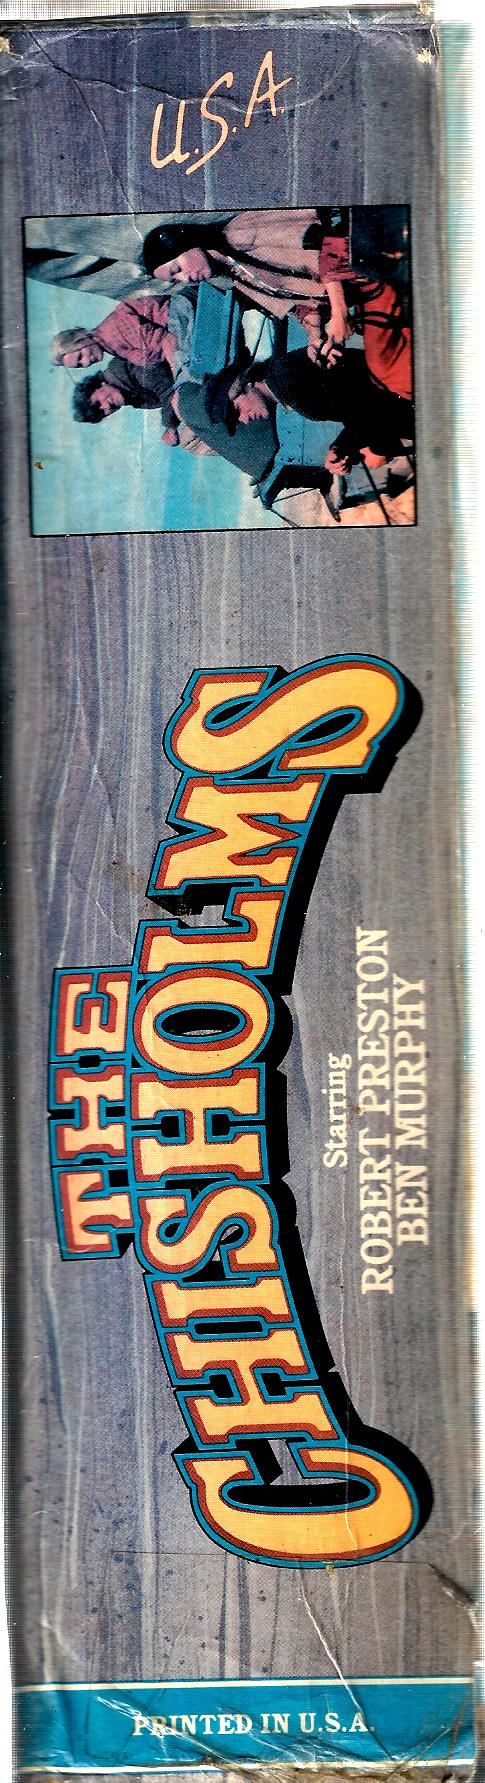 U.S.A.
THE
CHISHOLMS
Starring
ROBERT PRESTON
BEN MURPHY
PRINTED IN U.S.A.